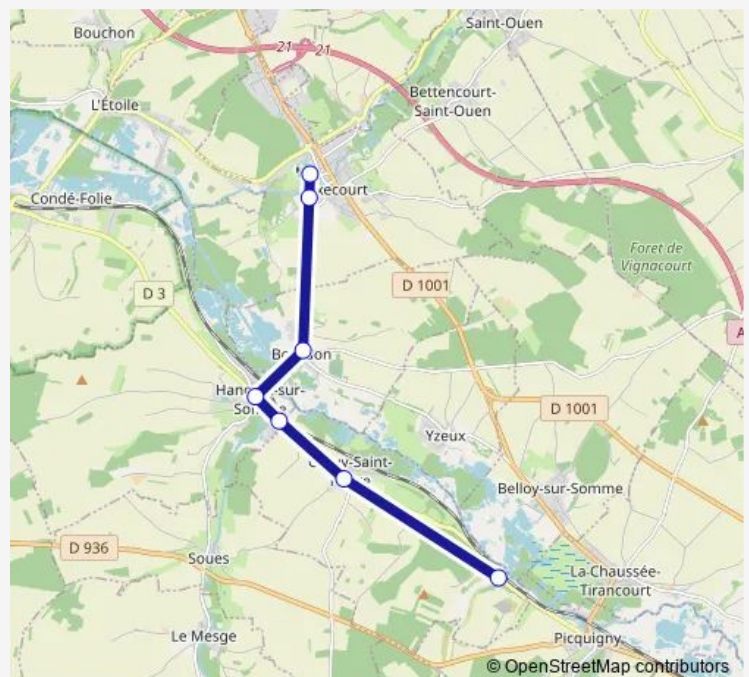 Saint-Ouen
Bouchon
21
21
Bettencourt-
Saint-Ouen
L'Étoile
Condé-Folie
Foret de
Vignacourt
D 1001
D 3
A
D 1001
Yzeux
Belloy-sur-Somme
D 936
Soues
La Chaussée-
Tirancourt
Le Mesge
Picquigny
© OpenStreetMap contributors